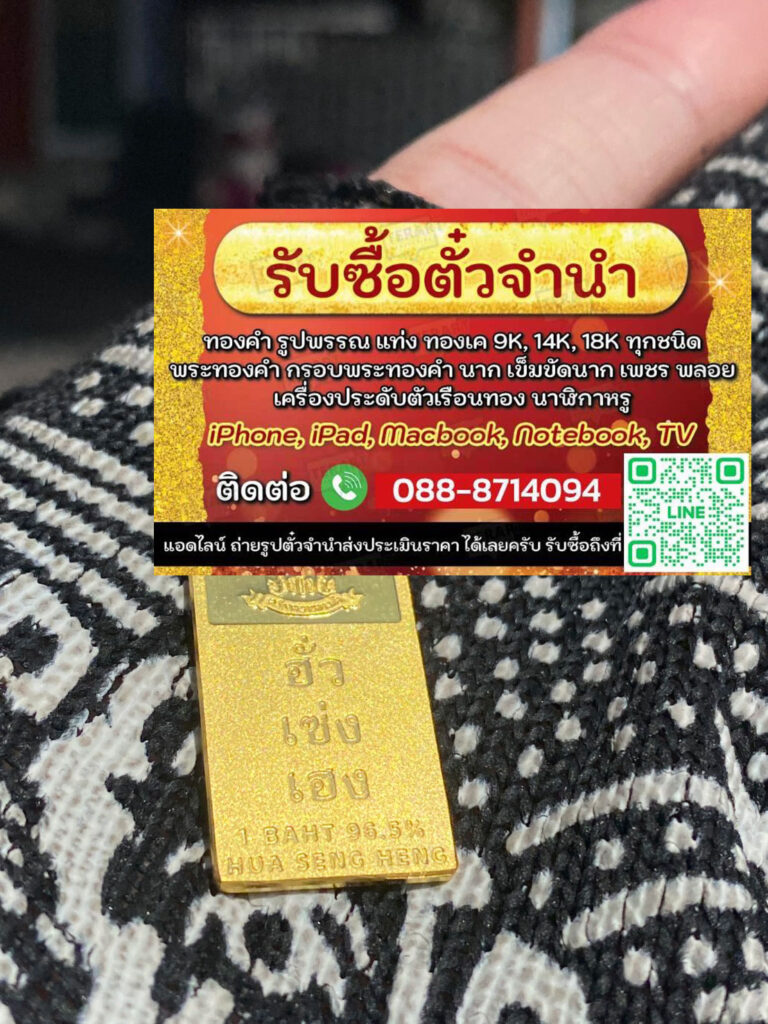 รับซื้อตั๋วจำนำ
ทองคำ รูปพรรณ แท่ง ทองเค 9K, 14K, 18K ทุกชนิด
พระทองคำ กรอบพระทองคำ นาก เข็มขัดนาก เพชร พลอย
เครื่องประดับตัวเรือนทอง นาฬิกาหรู
iPhone, iPad, Macbook, Notebook, TV
ติดต่อ 088-8714094
LINE
แอดไลน์ ถ่ายรูปตั๋วจำนำส่งประเมินราคา ได้เลยครับ รับซื้อถึงที่
ฮั่ว
เซ่ง
เฮง
1 BAHT 96.5%
HUA SENG HENG